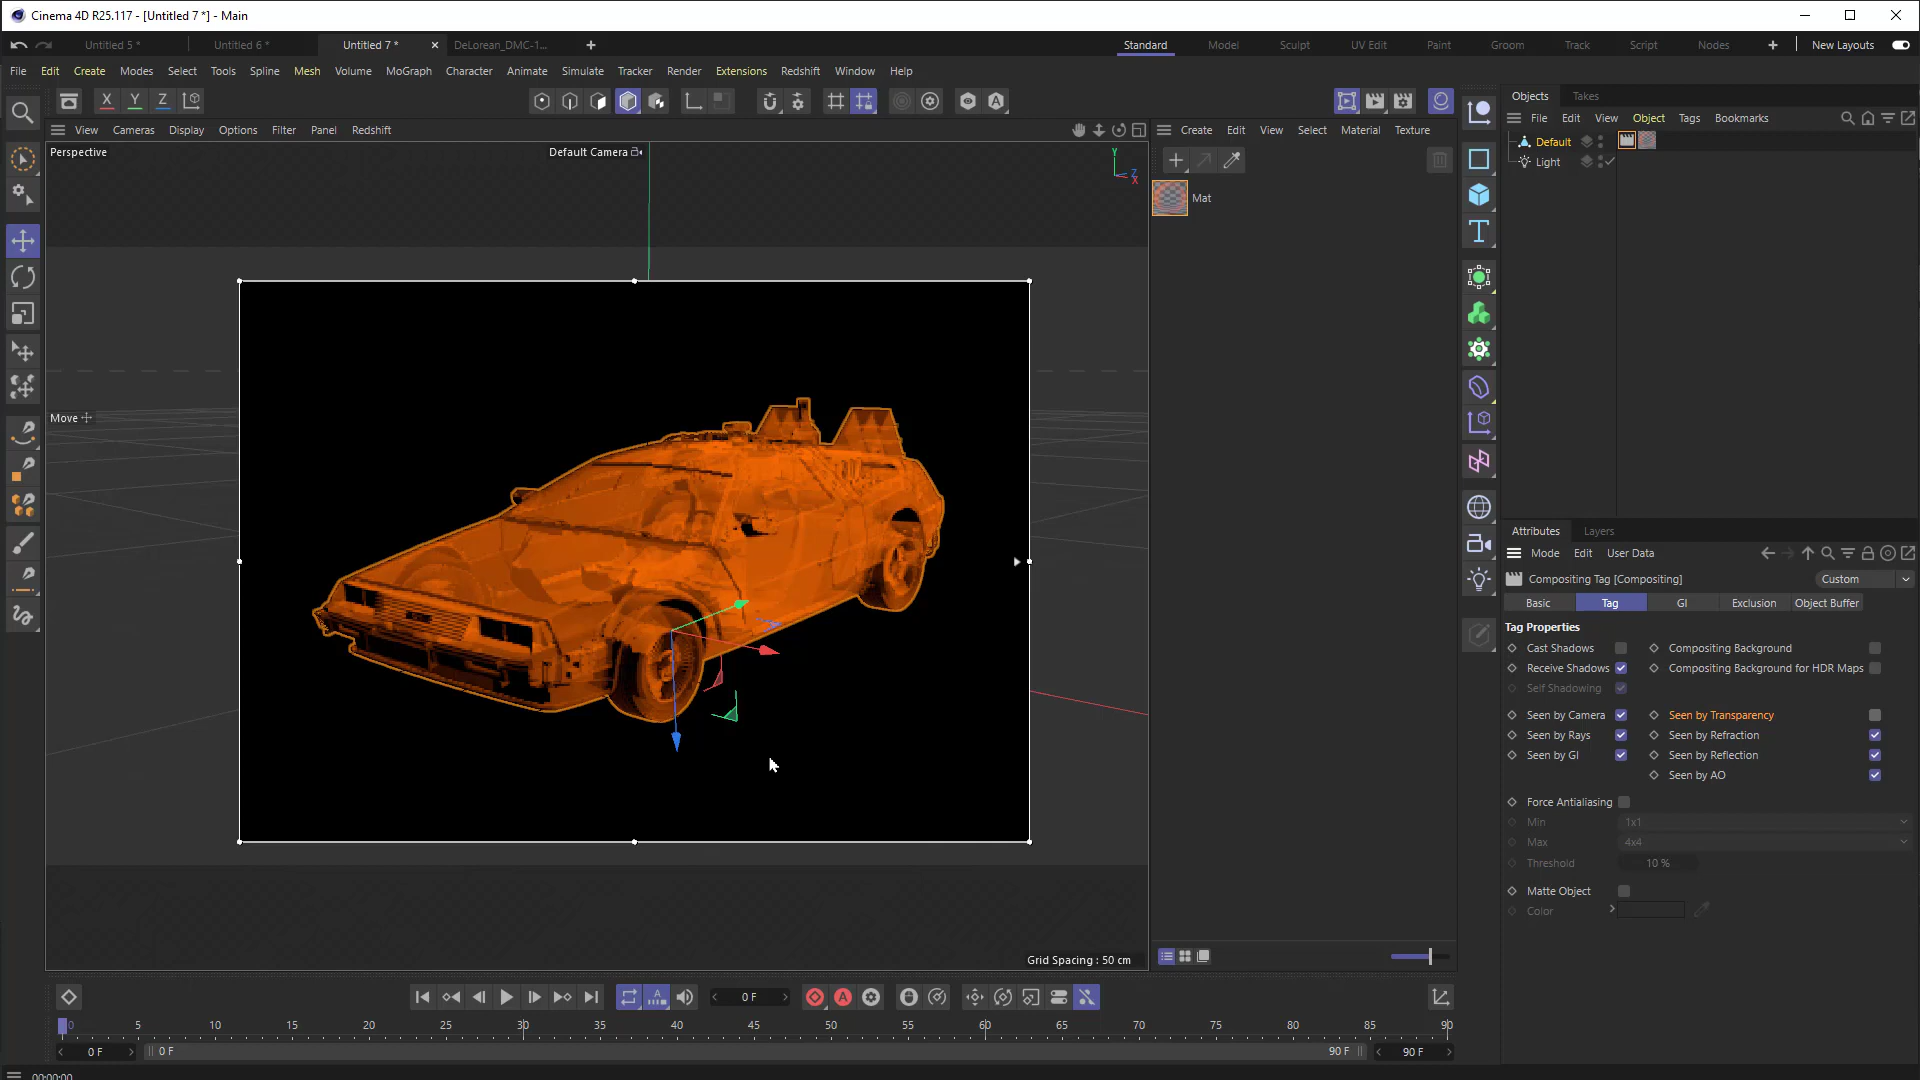 Cinema 4D R25.117 - [Untitled 7 *] - Main
Untitled 5 *
Untitled 6 *
Untitled 7 *
DeLorean_DMC-1...
Standard
Model
Sculpt
UV Edit
Paint
Groom
Track
Script
Nodes
New Layouts
File Edit Create Modes Select Tools Spline Mesh Volume MoGraph Character Animate Simulate Tracker Render Extensions Redshift Window Help
X Y Z
View Cameras Display Options Filter Panel Redshift
Perspective
Default Camera
Y
Z
X
Move
Grid Spacing : 50 cm
Create Edit View Select Material Texture
Mat
Objects Takes
File Edit View Object Tags Bookmarks
Default
Light
Attributes Layers
Mode Edit User Data
Compositing Tag [Compositing]
Custom
Basic Tag GI Exclusion Object Buffer
Tag Properties
Cast Shadows
Compositing Background
Receive Shadows
Compositing Background for HDR Maps
Self Shadowing
Seen by Camera
Seen by Transparency
Seen by Rays
Seen by Refraction
Seen by GI
Seen by Reflection
Seen by AO
Force Antialiasing
Min 1x1
Max 4x4
Threshold 10 %
Matte Object
Color
0 F
0 5 10 15 20 25 30 35 40 45 50 55 60 65 70 75 80 85 90
0 F
0 F
90 F
90 F
00:00:00